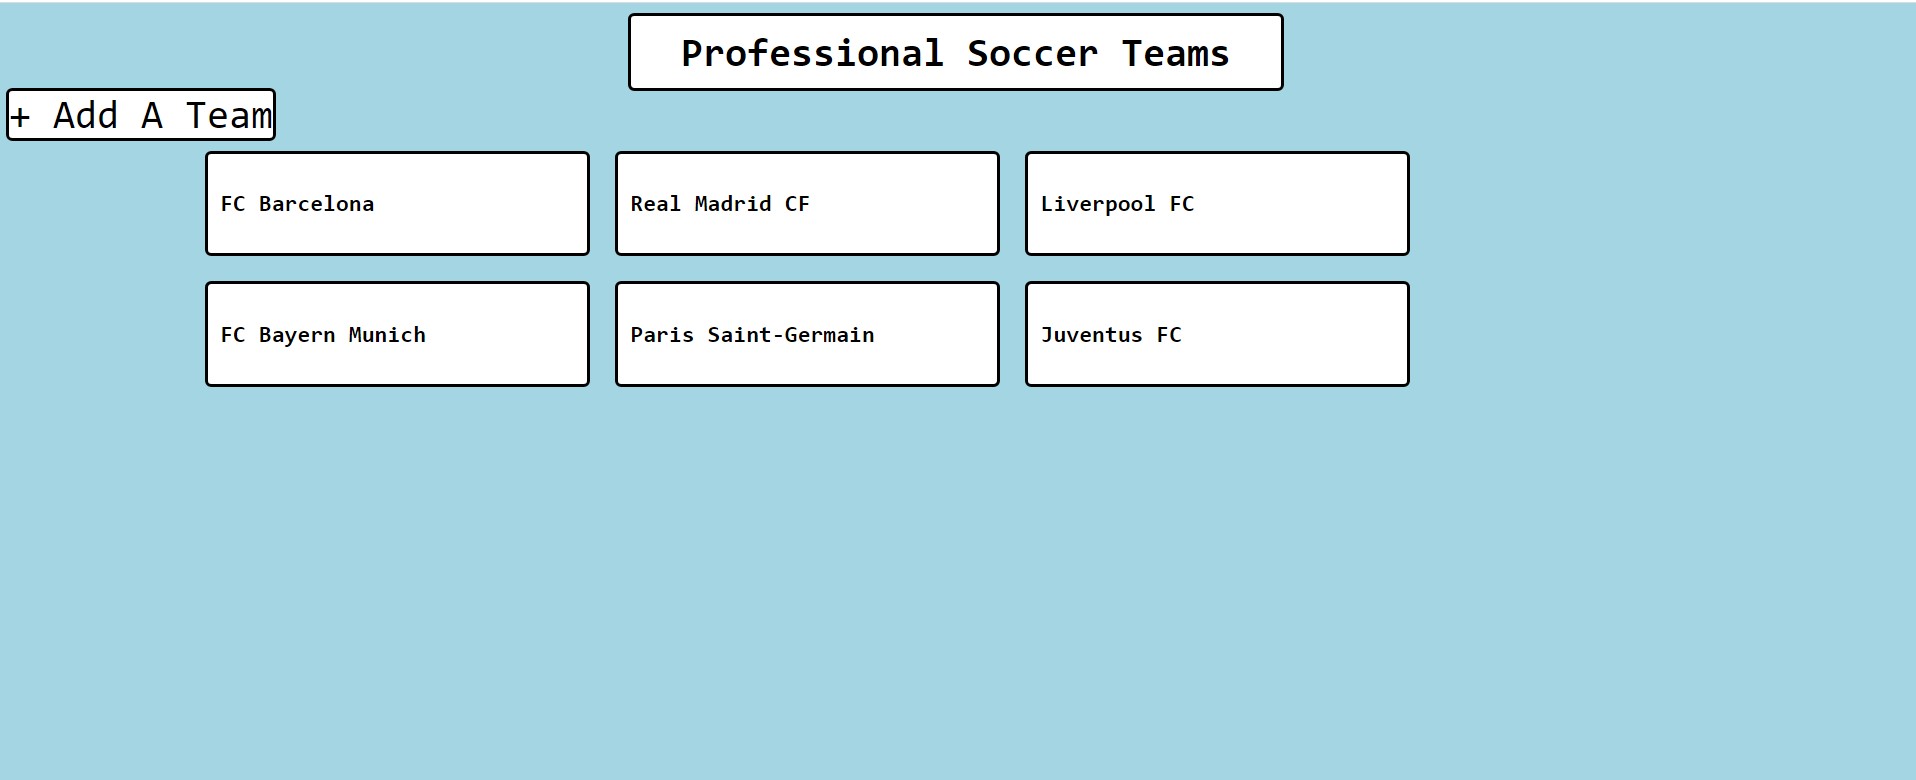 Professional Soccer Teams
+ Add A Team
FC Barcelona
Real Madrid CF
Liverpool FC
FC Bayern Munich
Paris Saint-Germain
Juventus FC